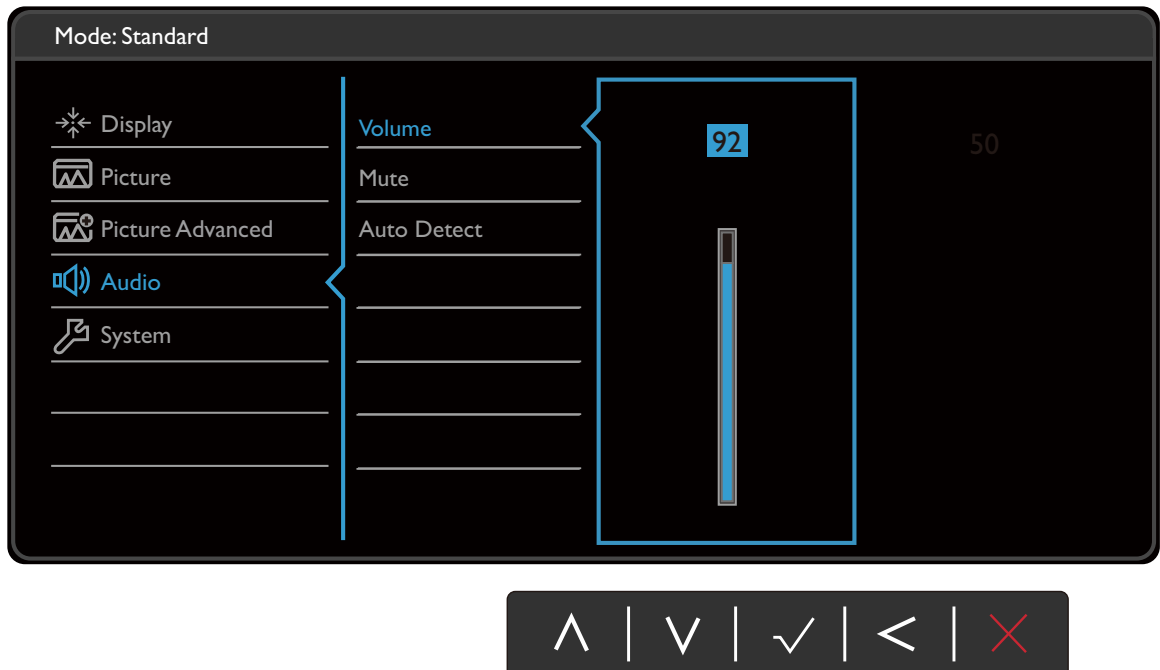 Mode: Standard
Display
Picture
Picture Advanced
Audio
System
Volume
Mute
Auto Detect
92
50